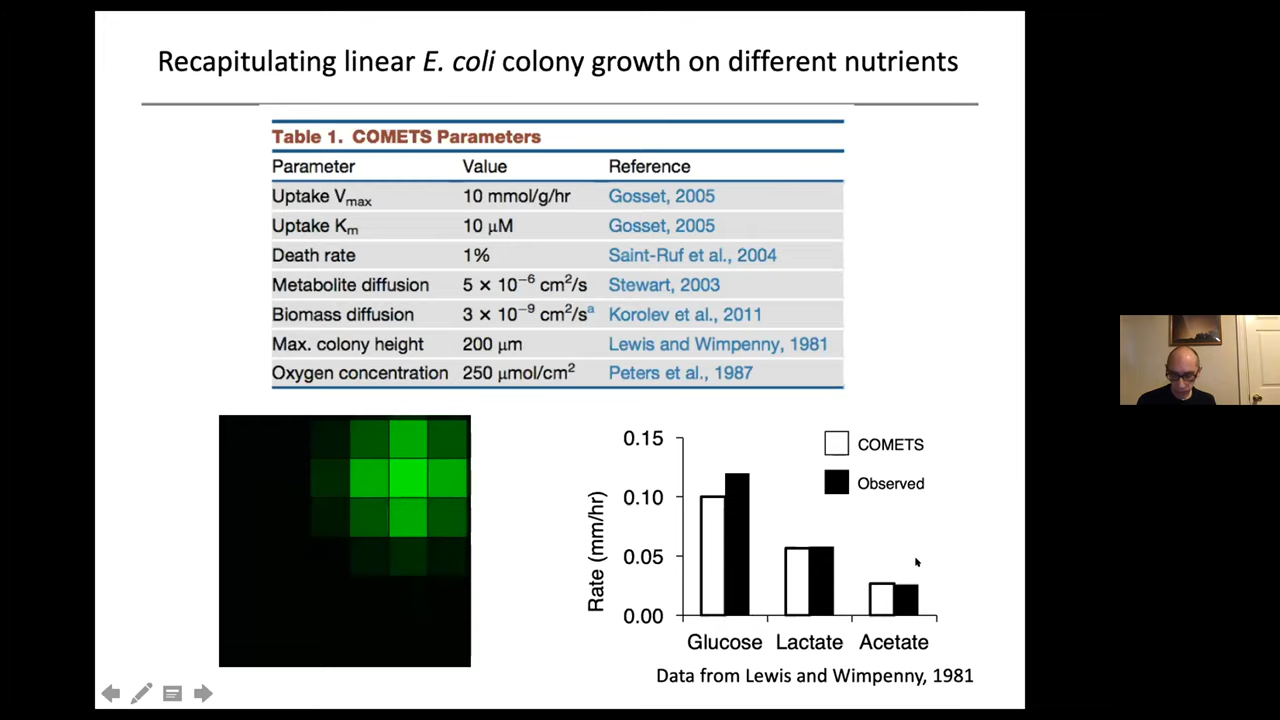 Recapitulating linear E. coli colony growth on different nutrients
Table 1. COMETS Parameters
Parameter Value Reference
Uptake Vmax 10 mmol/g/hr Gosset, 2005
Uptake Km 10 μM Gosset, 2005
Death rate 1% Saint-Ruf et al., 2004
Metabolite diffusion 5 × 10⁻⁶ cm²/s Stewart, 2003
Biomass diffusion 3 × 10⁻⁹ cm²/sᵃ Korolev et al., 2011
Max. colony height 200 μm Lewis and Wimpenny, 1981
Oxygen concentration 250 μmol/cm² Peters et al., 1987
0.15
0.10
0.05
0.00
Rate (mm/hr)
COMETS
Observed
Glucose Lactate Acetate
Data from Lewis and Wimpenny, 1981